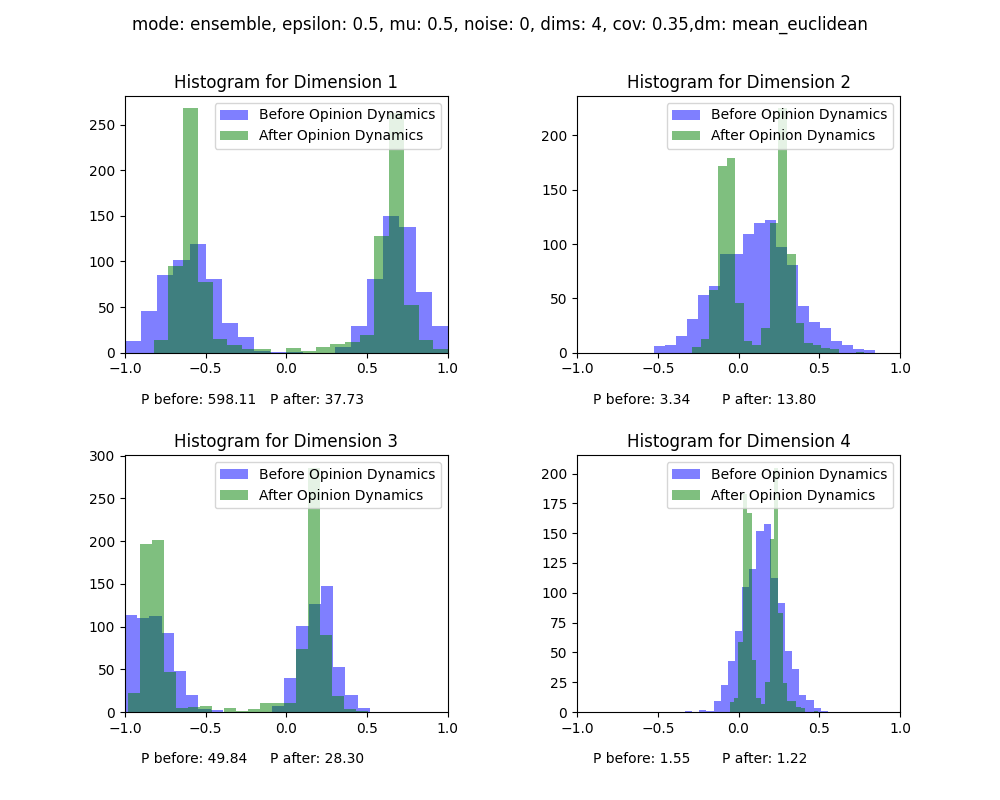 mode: ensemble, epsilon: 0.5, mu: 0.5, noise: 0, dims: 4, cov: 0.35,dm: mean_euclidean
Histogram for Dimension 1
Before Opinion Dynamics
After Opinion Dynamics
250
200
150
100
50
0
−1.0 −0.5 0.0 0.5 1.0
P before: 598.11 P after: 37.73
Histogram for Dimension 2
Before Opinion Dynamics
After Opinion Dynamics
200
150
100
50
0
−1.0 −0.5 0.0 0.5 1.0
P before: 3.34 P after: 13.80
Histogram for Dimension 3
Before Opinion Dynamics
After Opinion Dynamics
300
250
200
150
100
50
0
−1.0 −0.5 0.0 0.5 1.0
P before: 49.84 P after: 28.30
Histogram for Dimension 4
Before Opinion Dynamics
After Opinion Dynamics
200
175
150
125
100
75
50
25
0
−1.0 −0.5 0.0 0.5 1.0
P before: 1.55 P after: 1.22